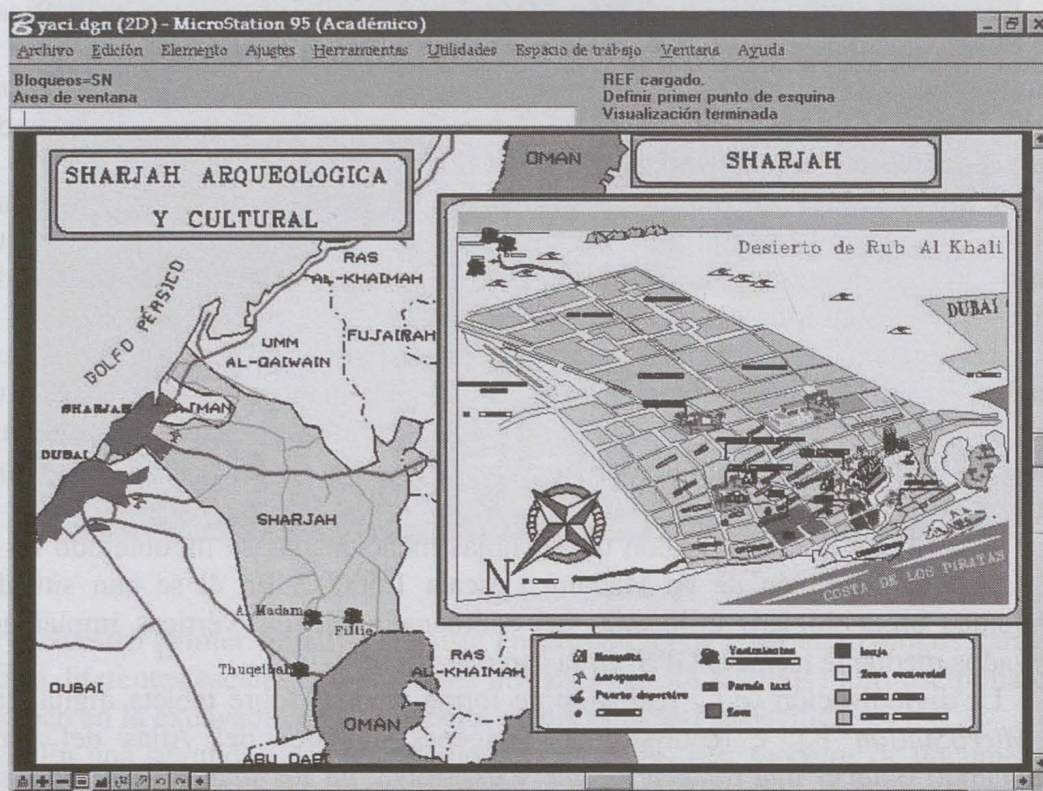 yaci.dgn (2D) - MicroStation 95 (Académico)
Archivo Edición Elemento Ajustes Herramientas Utilidades Espacio de trabajo Ventana Ayuda
Bloqueos=SN
Area de ventana
REF cargado.
Definir primer punto de esquina
Visualización terminada
SHARJAH ARQUEOLOGICA
Y CULTURAL
OMAN
SHARJAH
GOLFO PÉRSICO
RAS
AL-KHAIMAH
UMM
AL-QAIWAIN
FUJAIRAH
SHARJAH
AJMAN
DUBAI
SHARJAH
Al Madam
Fillie
Thuqeibah
DUBAI
OMAN
RAS
AL-KHAIMAH
ABU DABI
Desierto de Rub Al Khali
DUBAI
N
COSTA DE LOS PIRATAS
Mezquita
Aeropuerto
Puerto deportivo
Yacimientos
Parada taxi
Zoco
Lonja
Zona comercial